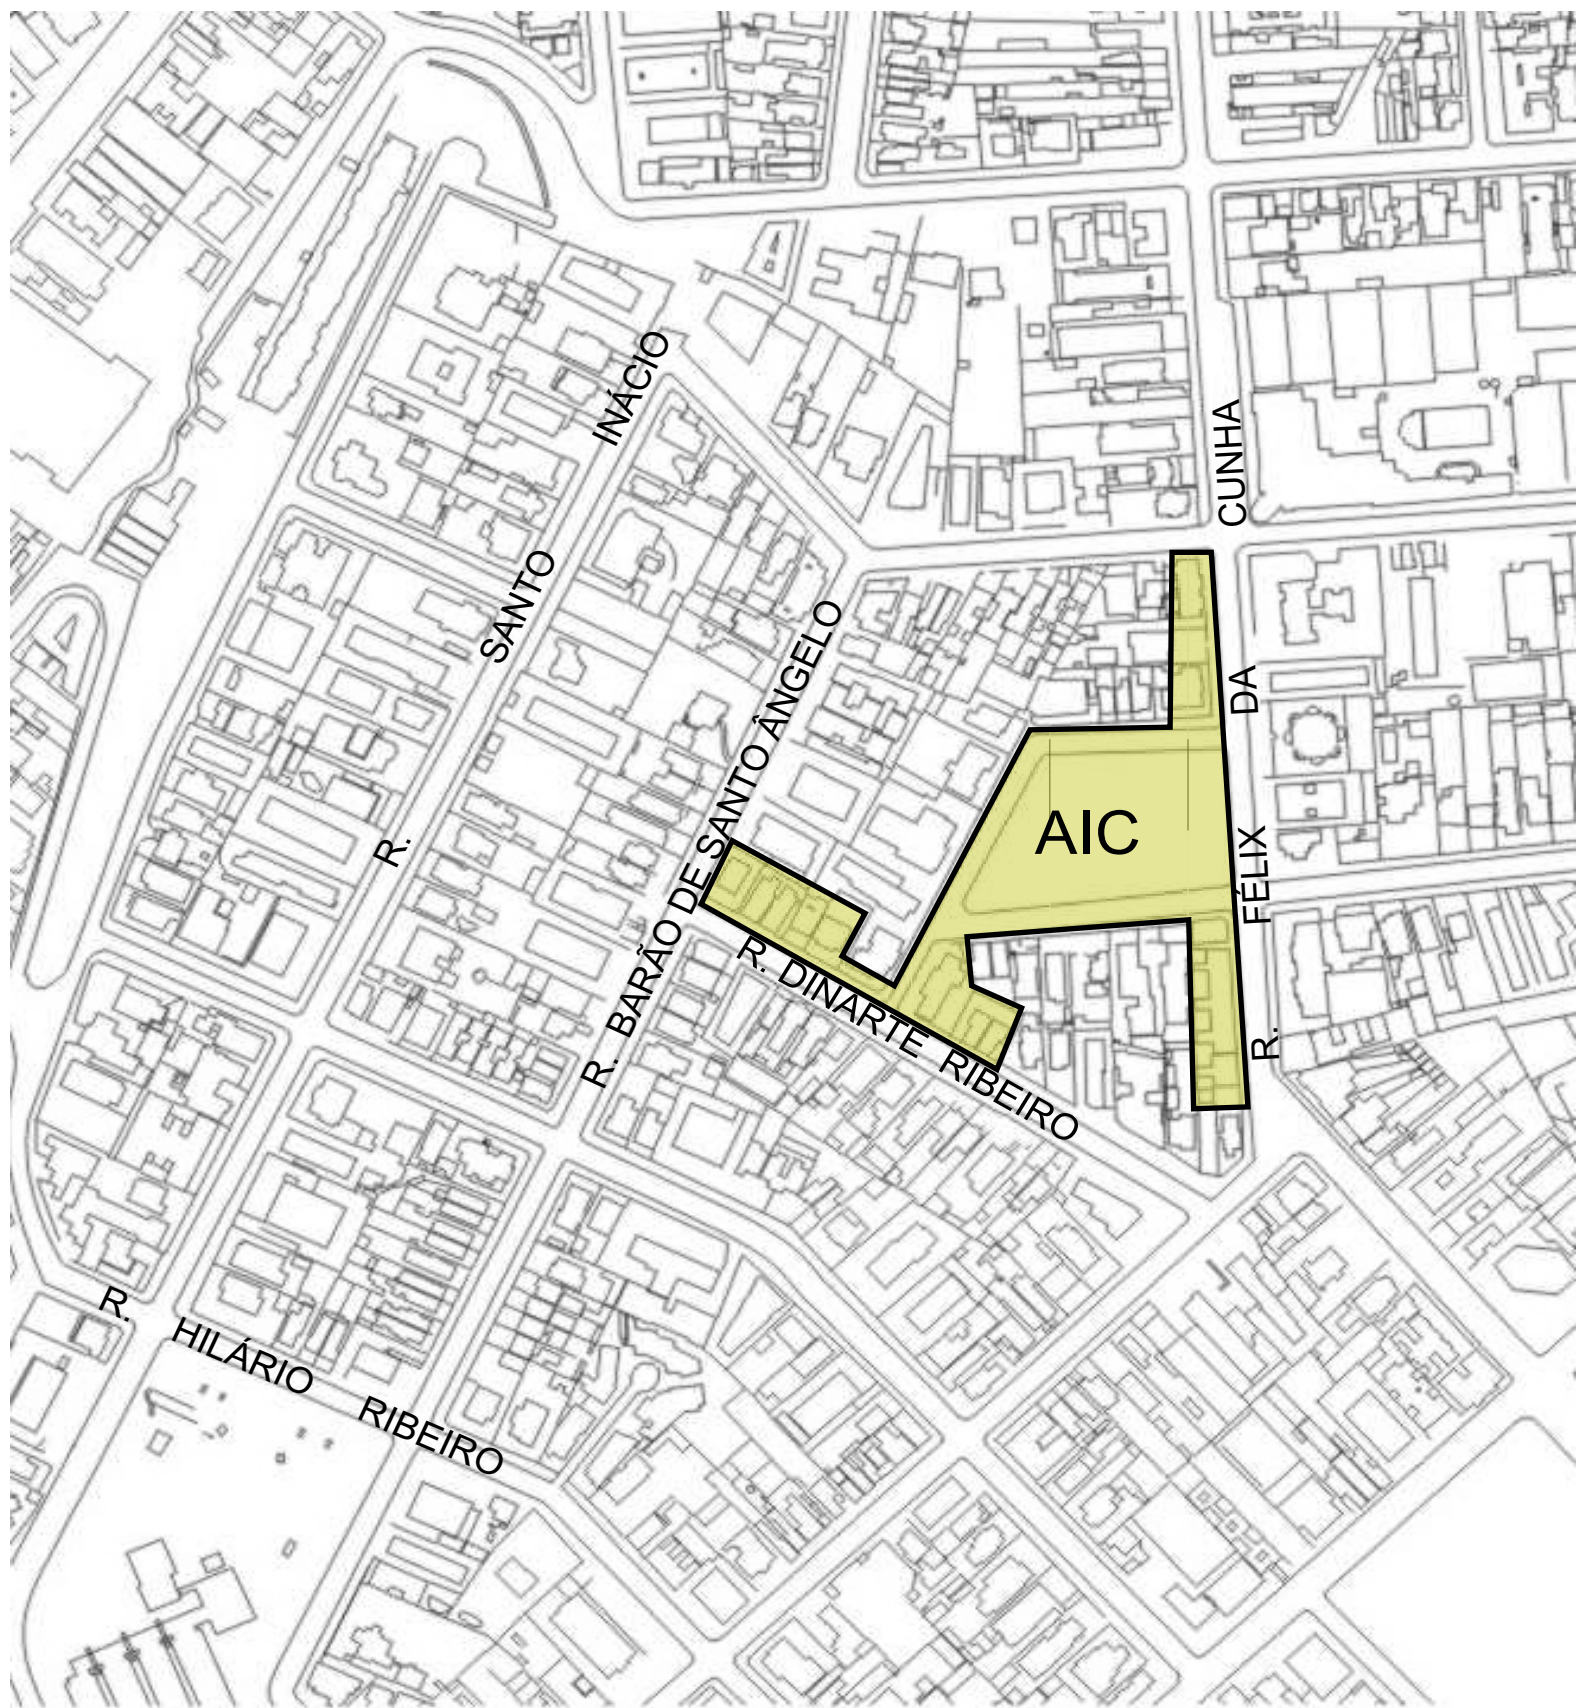 R. SANTO INÁCIO
R. BARÃO DE SANTO ÂNGELO
R. FÉLIX DA CUNHA
AIC
R. DINARTE RIBEIRO
R. HILÁRIO RIBEIRO